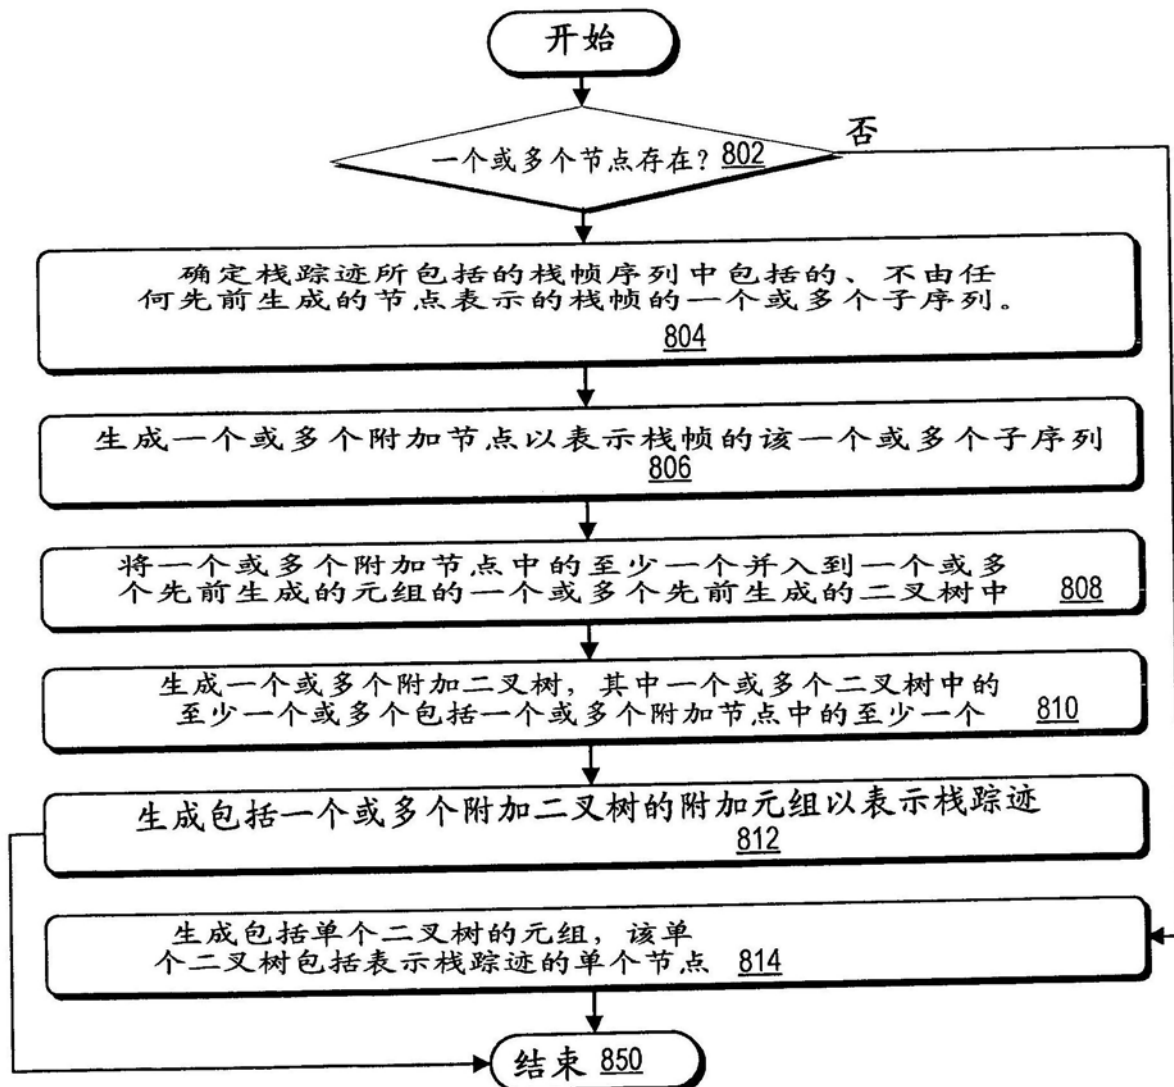 开始
否
一个或多个节点存在? 802
确定栈踪迹所包括的栈帧序列中包括的、不由任
何先前生成的节点表示的栈帧的一个或多个子序列。
804
生成一个或多个附加节点以表示栈帧的该一个或多个子序列
806
将一个或多个附加节点中的至少一个并入到一个或多
个先前生成的元组的一个或多个先前生成的二叉树中 808
生成一个或多个附加二叉树，其中一个或多个二叉树中的
至少一个或多个包括一个或多个附加节点中的至少一个 810
生成包括一个或多个附加二叉树的附加元组以表示栈踪迹
812
生成包括单个二叉树的元组，该单
个二叉树包括表示栈踪迹的单个节点 814
结束 850